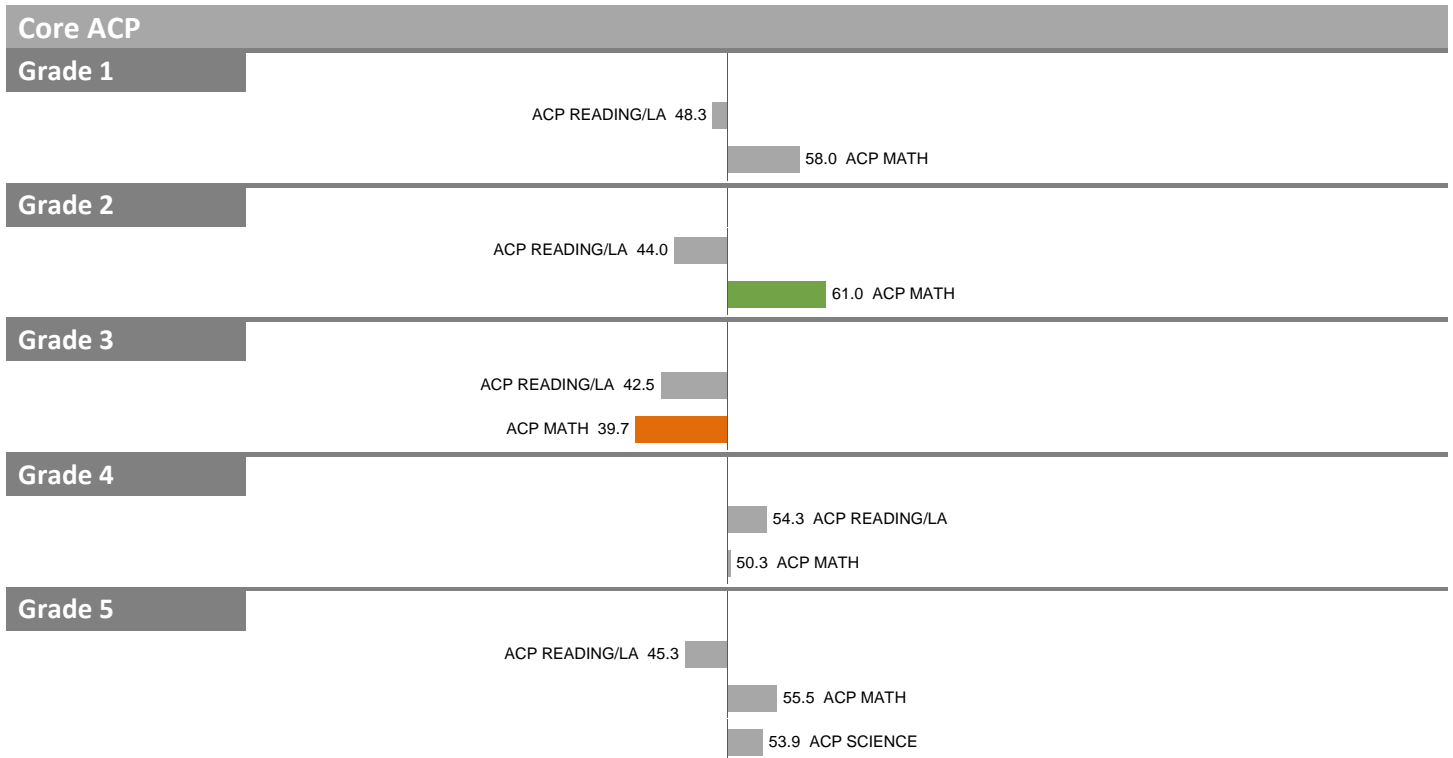 Core ACP
Grade 1
ACP READING/LA 48.3
58.0 ACP MATH
Grade 2
ACP READING/LA 44.0
61.0 ACP MATH
Grade 3
ACP READING/LA 42.5
ACP MATH 39.7
Grade 4
54.3 ACP READING/LA
50.3 ACP MATH
Grade 5
ACP READING/LA 45.3
55.5 ACP MATH
53.9 ACP SCIENCE